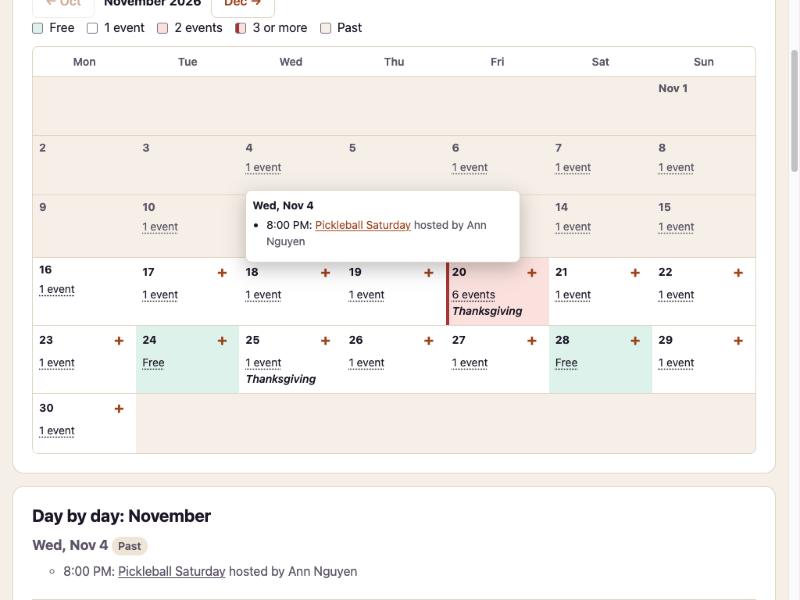 ← Oct November 2026 Dec →
Free 1 event 2 events 3 or more Past
Mon Tue Wed Thu Fri Sat Sun
Nov 1
2 3 4 5 6 7 8
1 event 1 event 1 event 1 event
9 10 14 15
1 event 1 event 1 event
Wed, Nov 4
• 8:00 PM: Pickleball Saturday hosted by Ann
Nguyen
16 17 + 18 + 19 + 20 + 21 + 22 +
1 event 1 event 1 event 1 event 6 events 1 event 1 event
Thanksgiving
23 + 24 + 25 + 26 + 27 + 28 + 29 +
1 event Free 1 event 1 event 1 event Free 1 event
Thanksgiving
30 +
1 event
Day by day: November
Wed, Nov 4 Past
◦ 8:00 PM: Pickleball Saturday hosted by Ann Nguyen